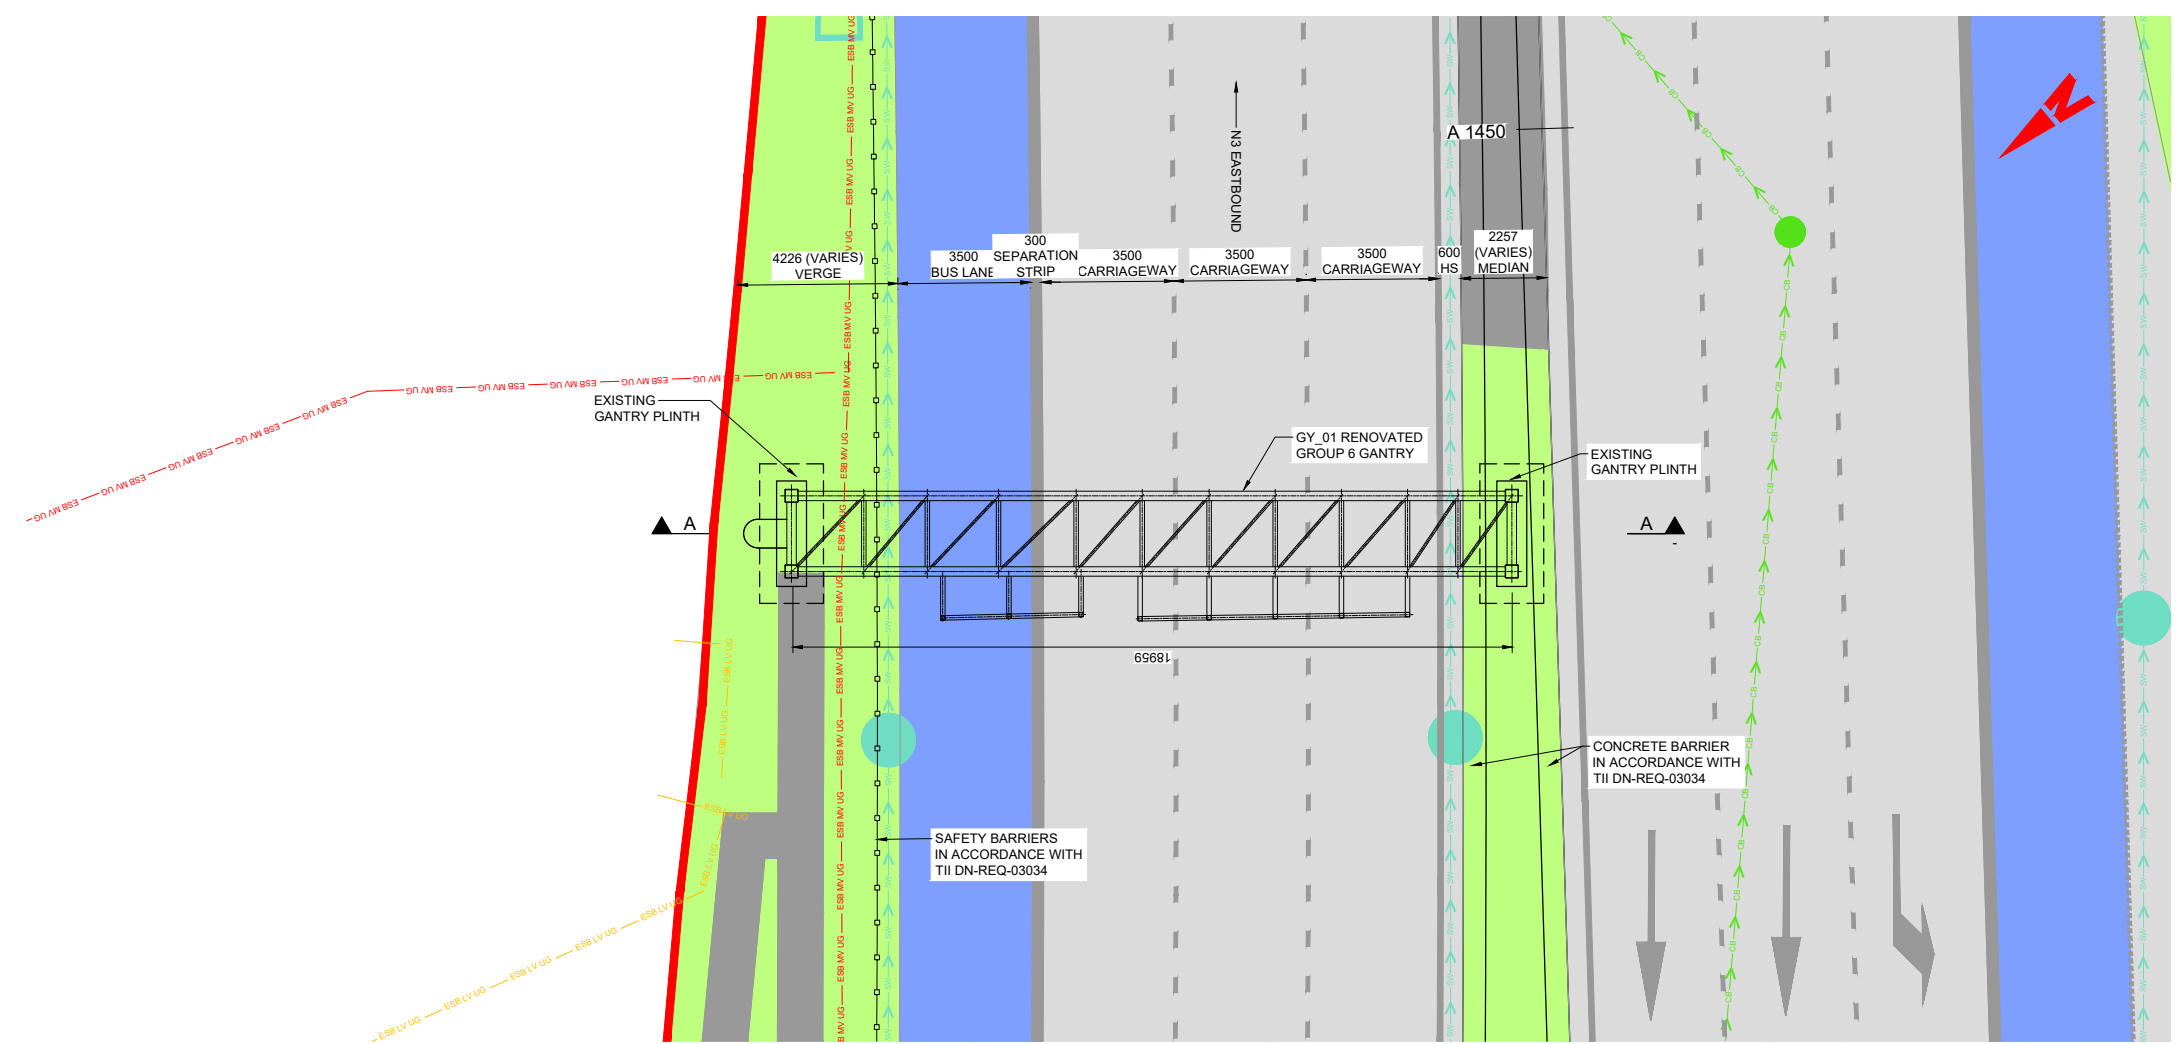 A 1450
N3 EASTBOUND
4226 (VARIES)
VERGE
3500
BUS LANE
300
SEPARATION
STRIP
3500
CARRIAGEWAY
3500
CARRIAGEWAY
3500
CARRIAGEWAY
600
HS
2257
(VARIES)
MEDIAN
EXISTING
GANTRY PLINTH
GY_01 RENOVATED
GROUP 6 GANTRY
EXISTING
GANTRY PLINTH
A
A
-
18959
CONCRETE BARRIER
IN ACCORDANCE WITH
TII DN-REQ-03034
SAFETY BARRIERS
IN ACCORDANCE WITH
TII DN-REQ-03034
N
ESB MV UG
ESB LV UG
SW
CB